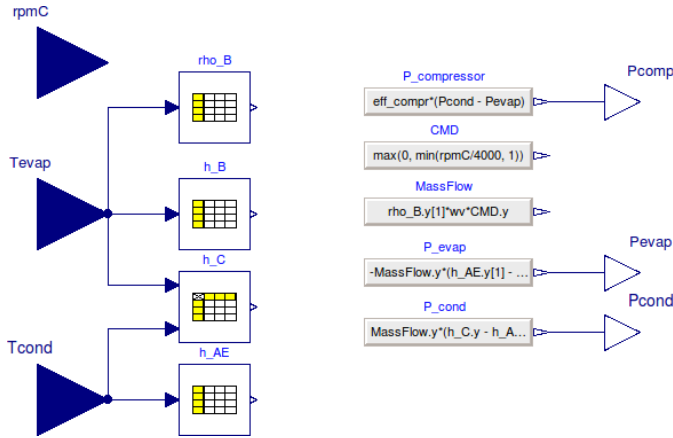 rpmC
rho_B
Tevap
h_B
h_C
Tcond
h_AE
P_compressor
eff_compr*(Pcond - Pevap)
Pcomp
CMD
max(0, min(rpmC/4000, 1))
MassFlow
rho_B.y[1]*wv*CMD.y
P_evap
-MassFlow.y*(h_AE.y[1] - ...
Pevap
P_cond
MassFlow.y*(h_C.y - h_A...
Pcond